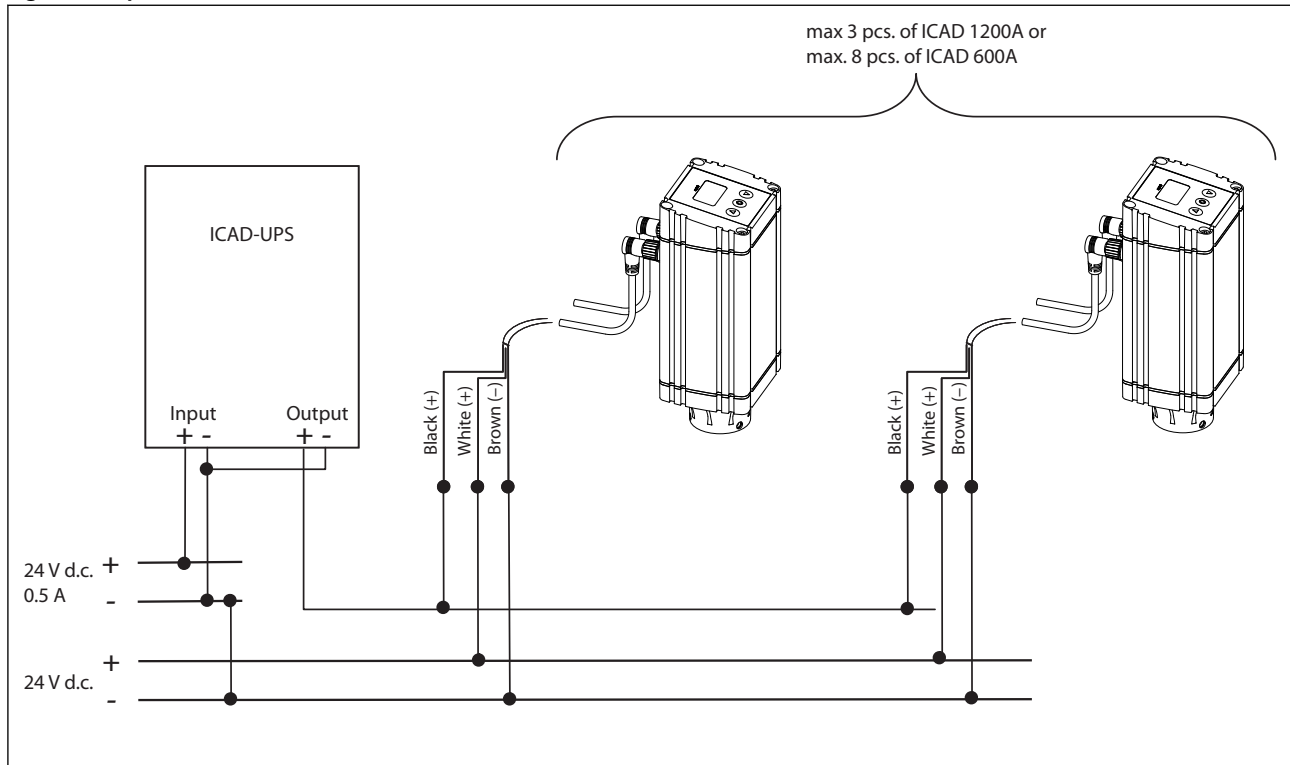 max 3 pcs. of ICAD 1200A or
max. 8 pcs. of ICAD 600A
ICAD-UPS
Input Output
+ - + -
Black (+)
White (+)
Brown (–)
Black (+)
White (+)
Brown (–)
24 V d.c. +
0.5 A -
+
24 V d.c.
-